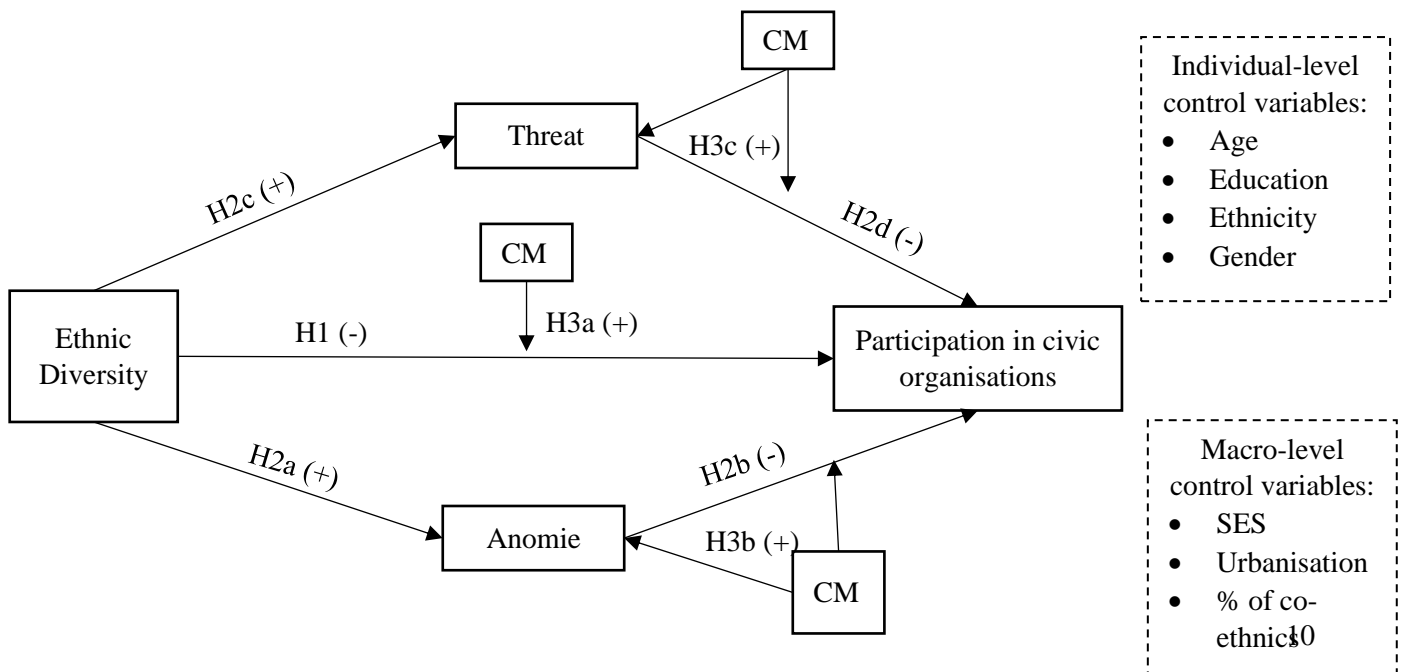 CM
Threat
H3c (+)
H2c (+)
H2d (-)
CM
H3a (+)
Ethnic
Diversity
H1 (-)
Participation in civic
organisations
H2a (+)
H2b (-)
Anomie
H3b (+)
CM
Individual-level
control variables:
• Age
• Education
• Ethnicity
• Gender
Macro-level
control variables:
• SES
• Urbanisation
• % of co-
ethnics
10